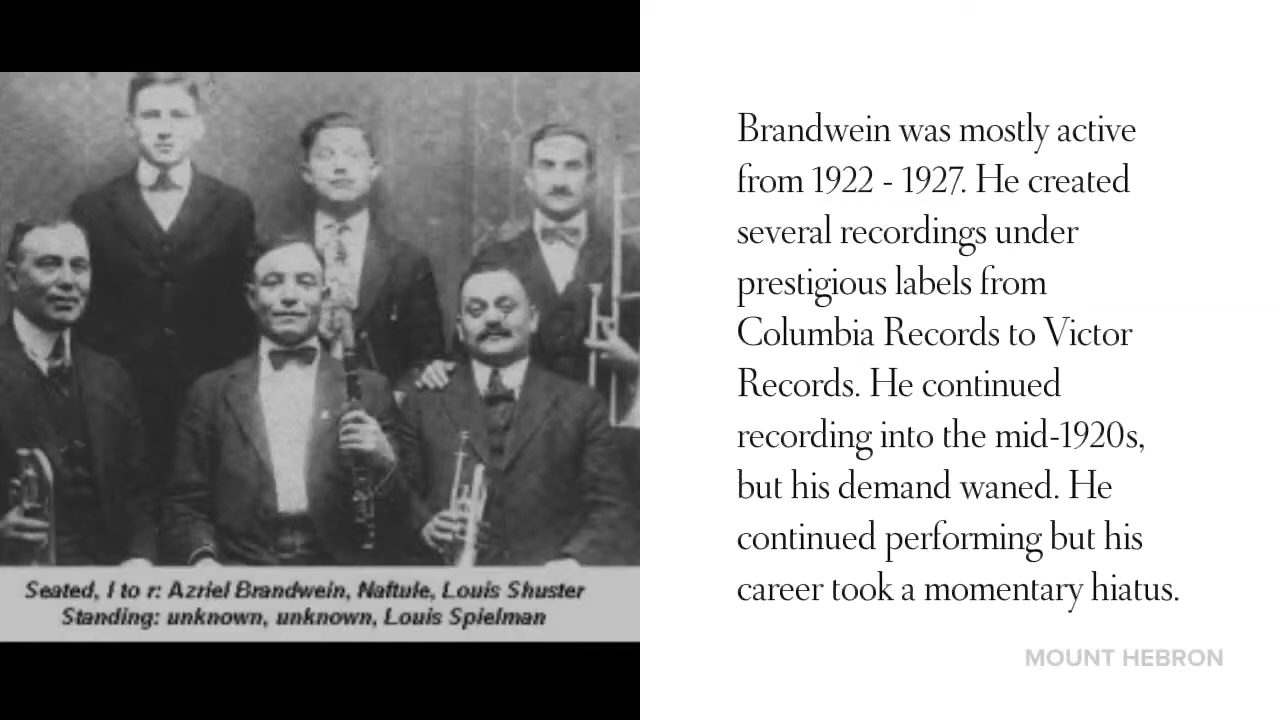 Seated, l to r: Azriel Brandwein, Naftule, Louis Shuster
Standing: unknown, unknown, Louis Spielman
Brandwein was mostly active
from 1922 - 1927. He created
several recordings under
prestigious labels from
Columbia Records to Victor
Records. He continued
recording into the mid-1920s,
but his demand waned. He
continued performing but his
career took a momentary hiatus.
MOUNT HEBRON